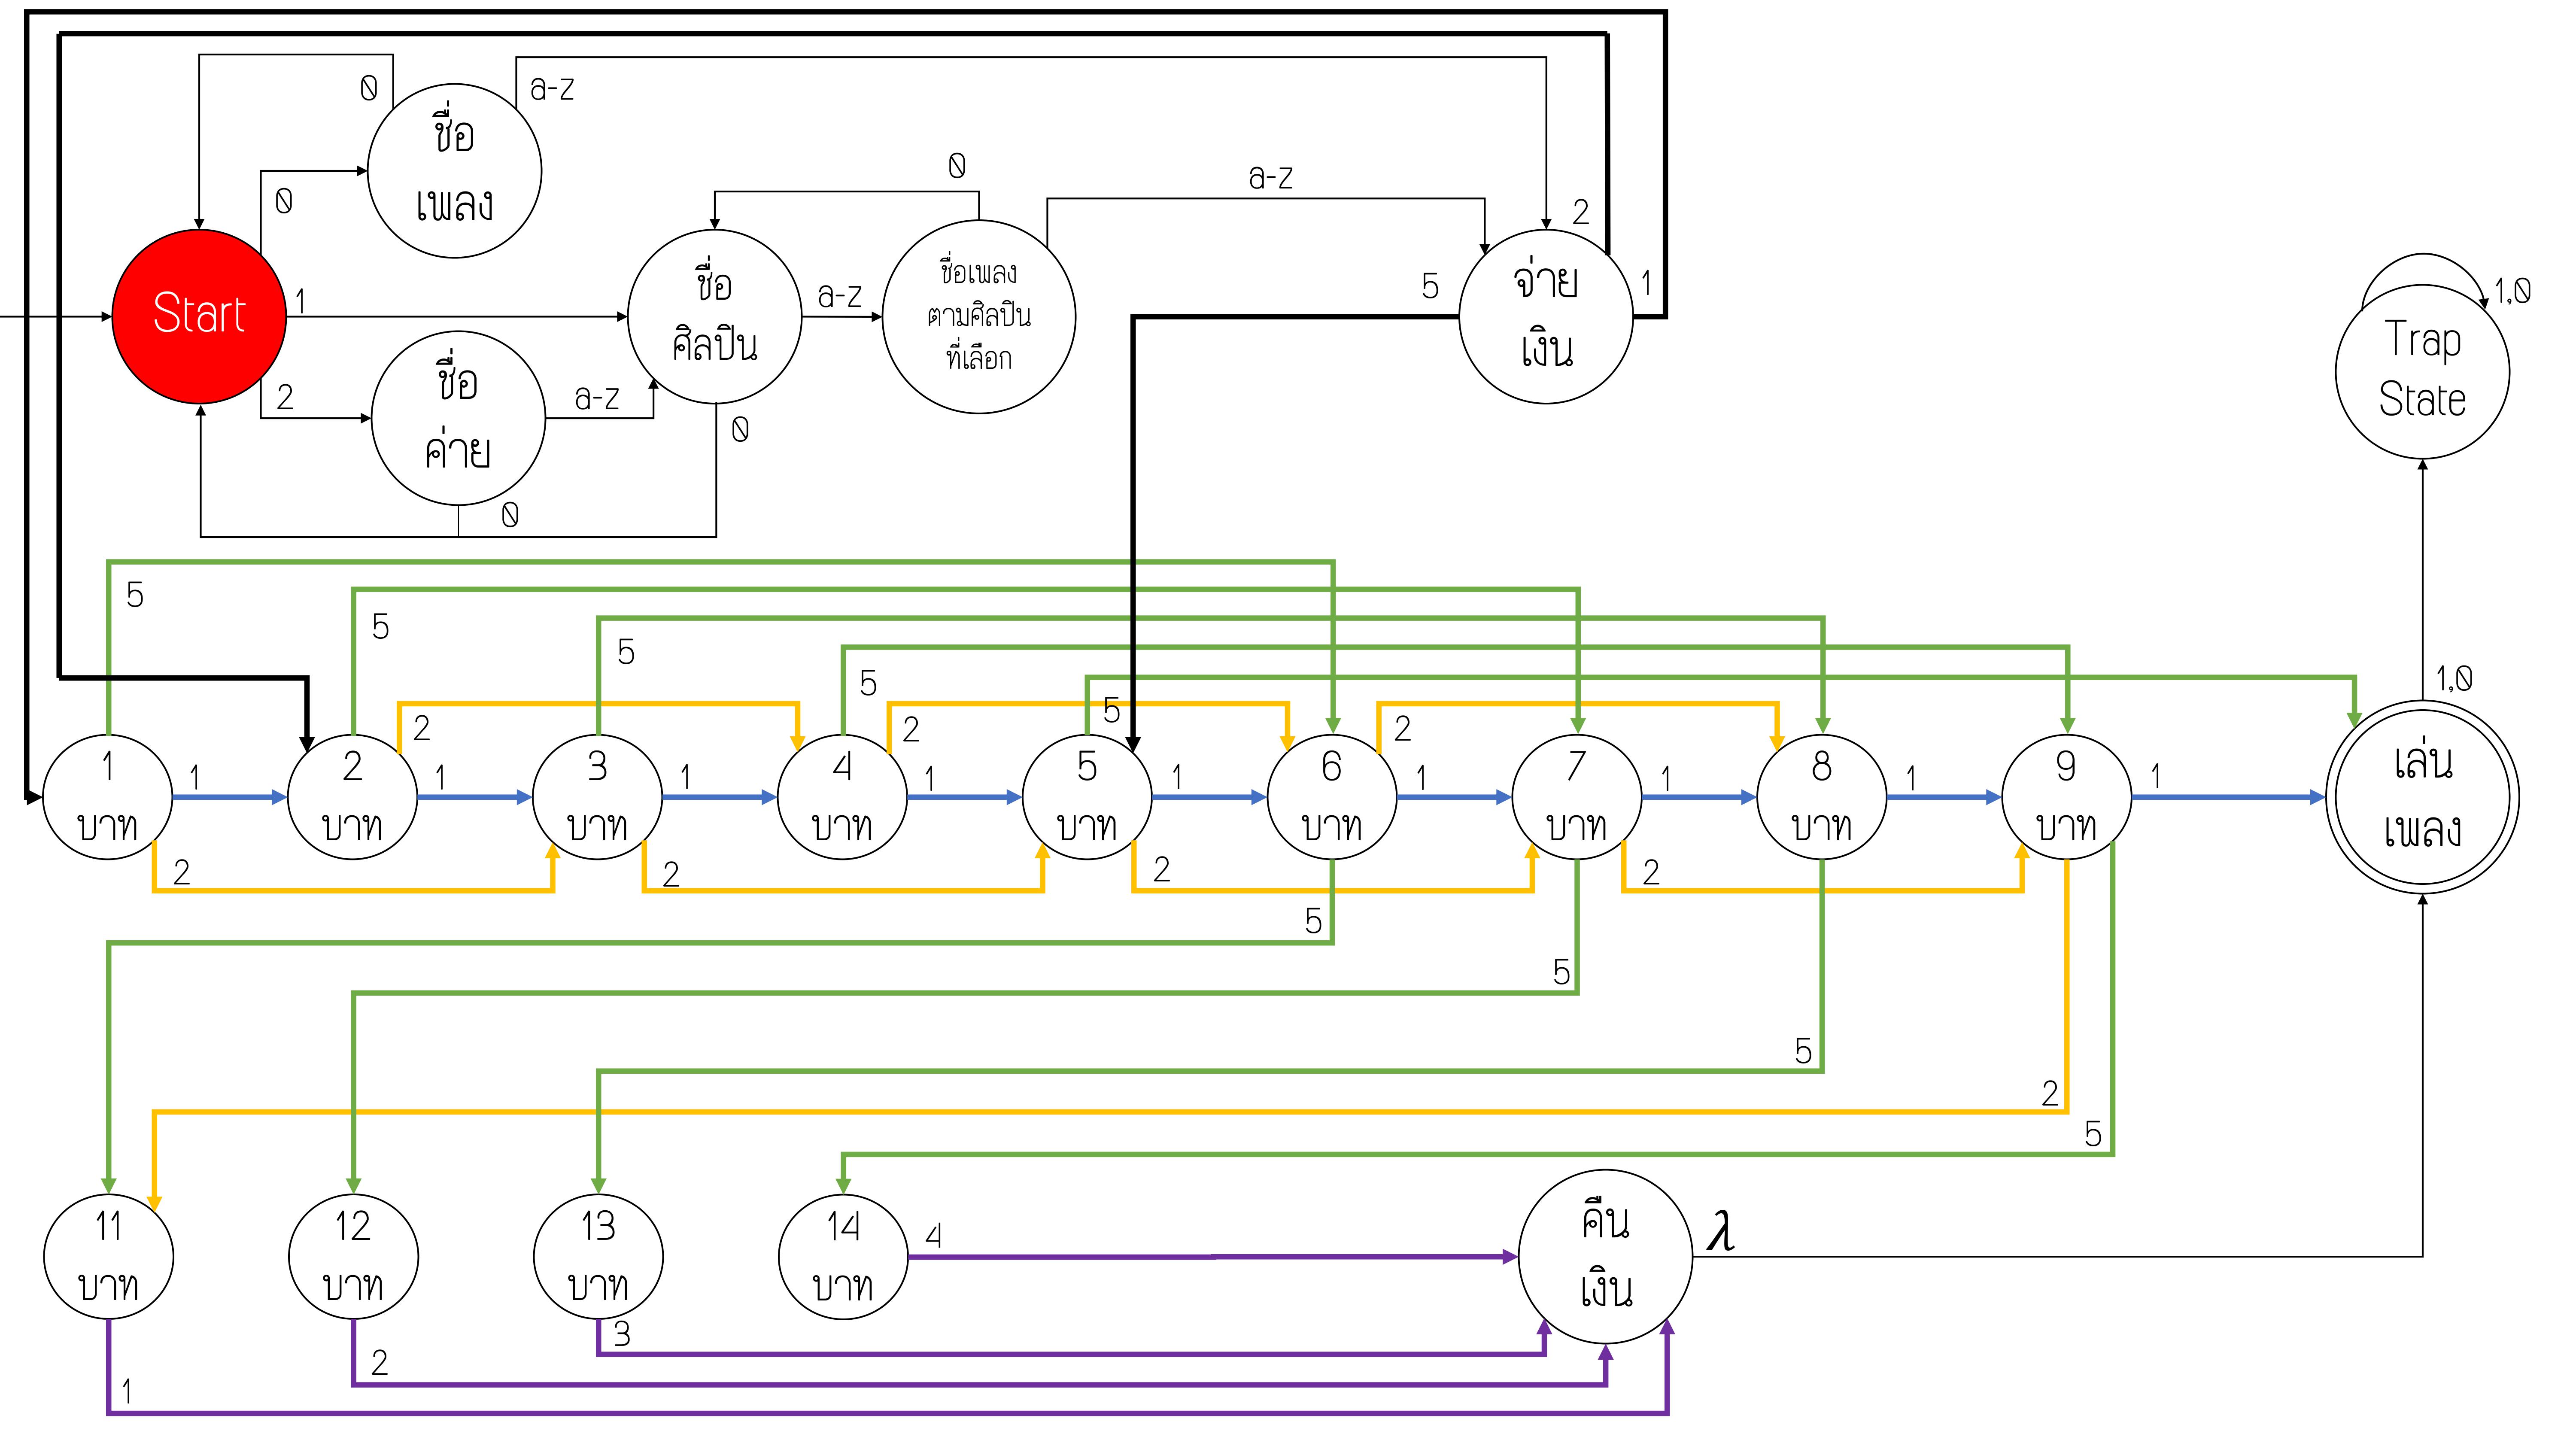 0
a-z
ชื่อ
เพลง
0
0
a-z
2
Start
1
ชื่อ
ศิลปิน
a-z
ชื่อเพลง
ตามศิลปิน
ที่เลือก
5
จ่าย
เงิน
1
1,0
Trap
State
2
ชื่อ
ค่าย
a-z
0
0
5
5
5
5
5
1,0
2
2
2
1
บาท
1
2
บาท
1
3
บาท
1
4
บาท
1
5
บาท
1
6
บาท
1
7
บาท
1
8
บาท
1
9
บาท
1
เล่น
เพลง
2
2
2
2
5
5
5
2
5
11
บาท
12
บาท
13
บาท
14
บาท
4
คืน
เงิน
λ
3
2
1